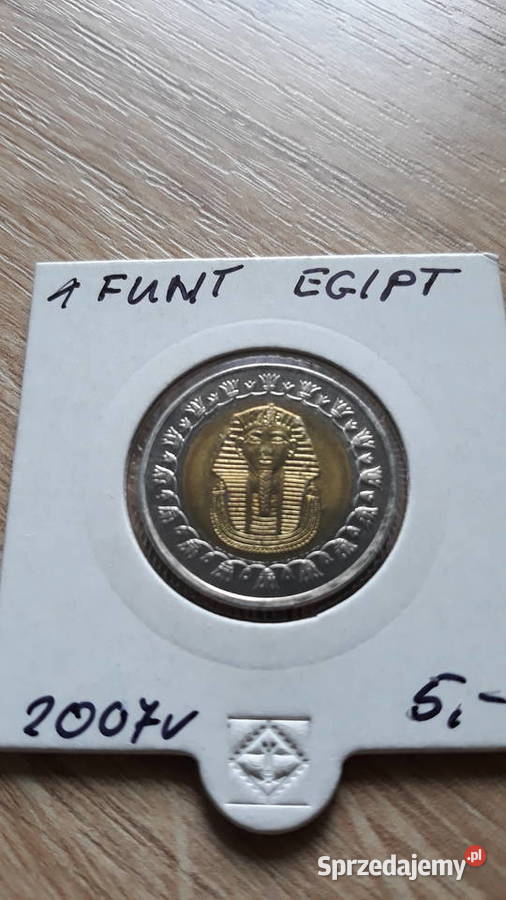 1 FUNT EGIPT
2007r 5,-
Sprzedajemy.pl